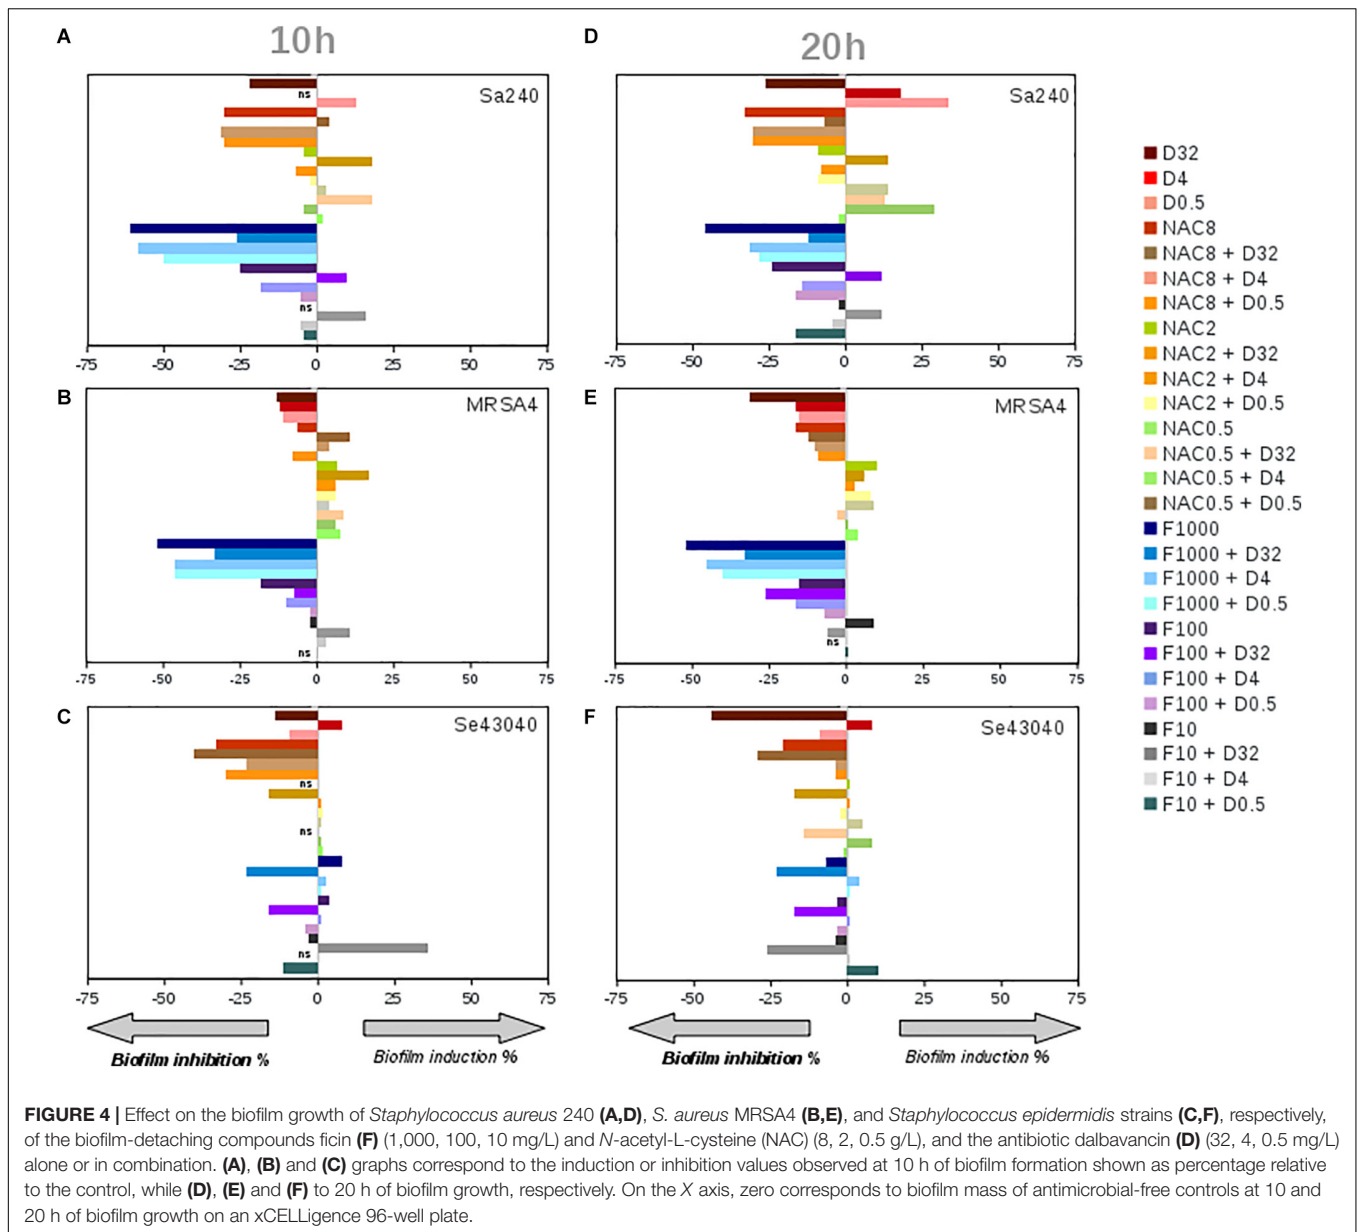 A
10h
D
20h
Sa240
ns
ns
-75
-50
-25
0
25
50
75
Sa240
-75
-50
-25
0
25
50
75
B
MRSA4
ns
-75
-50
-25
0
25
50
75
E
MRSA4
ns
-75
-50
-25
0
25
50
75
C
Se43040
ns
ns
ns
-75
-50
-25
0
25
50
75
F
Se43040
-75
-50
-25
0
25
50
75
Biofilm inhibition %
Biofilm induction %
Biofilm inhibition %
Biofilm induction %
D32
D4
D0.5
NAC8
NAC8 + D32
NAC8 + D4
NAC8 + D0.5
NAC2
NAC2 + D32
NAC2 + D4
NAC2 + D0.5
NAC0.5
NAC0.5 + D32
NAC0.5 + D4
NAC0.5 + D0.5
F1000
F1000 + D32
F1000 + D4
F1000 + D0.5
F100
F100 + D32
F100 + D4
F100 + D0.5
F10
F10 + D32
F10 + D4
F10 + D0.5
FIGURE 4 | Effect on the biofilm growth of Staphylococcus aureus 240 (A,D), S. aureus MRSA4 (B,E), and Staphylococcus epidermidis strains (C,F), respectively,
of the biofilm-detaching compounds ficin (F) (1,000, 100, 10 mg/L) and N-acetyl-L-cysteine (NAC) (8, 2, 0.5 g/L), and the antibiotic dalbavancin (D) (32, 4, 0.5 mg/L)
alone or in combination. (A), (B) and (C) graphs correspond to the induction or inhibition values observed at 10 h of biofilm formation shown as percentage relative
to the control, while (D), (E) and (F) to 20 h of biofilm growth, respectively. On the X axis, zero corresponds to biofilm mass of antimicrobial-free controls at 10 and
20 h of biofilm growth on an xCELLigence 96-well plate.